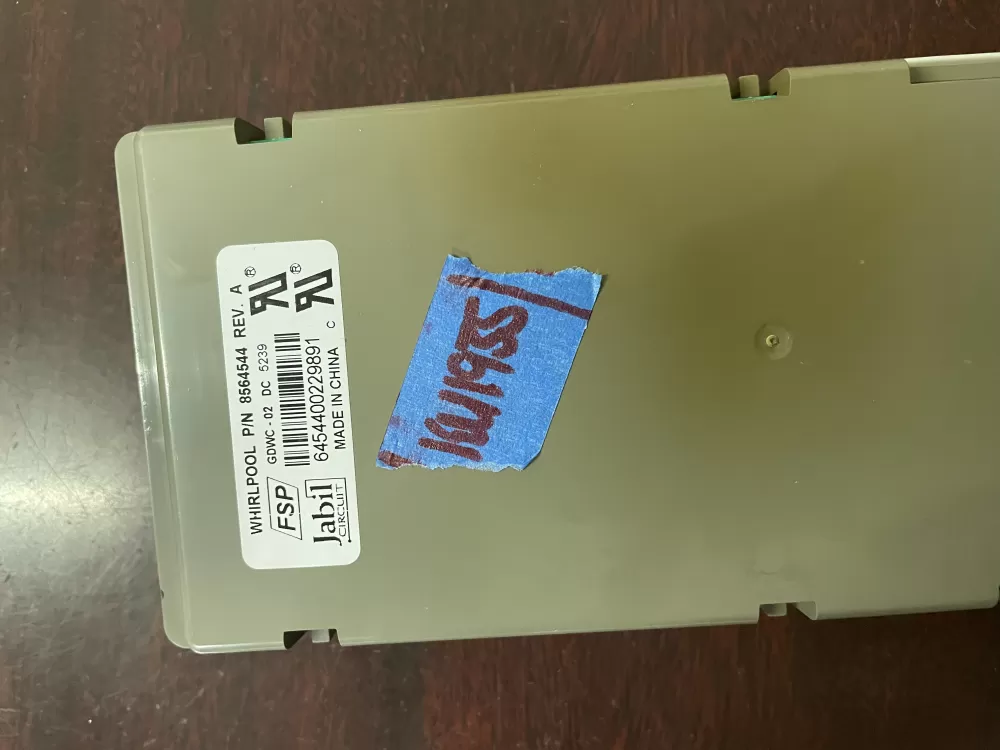 WHIRLPOOL P/N 8564544 REV. A
FSP
GDWC - 02 DC 5239
®
®
Jabil
CIRCUIT
6454400229891
MADE IN CHINA
C